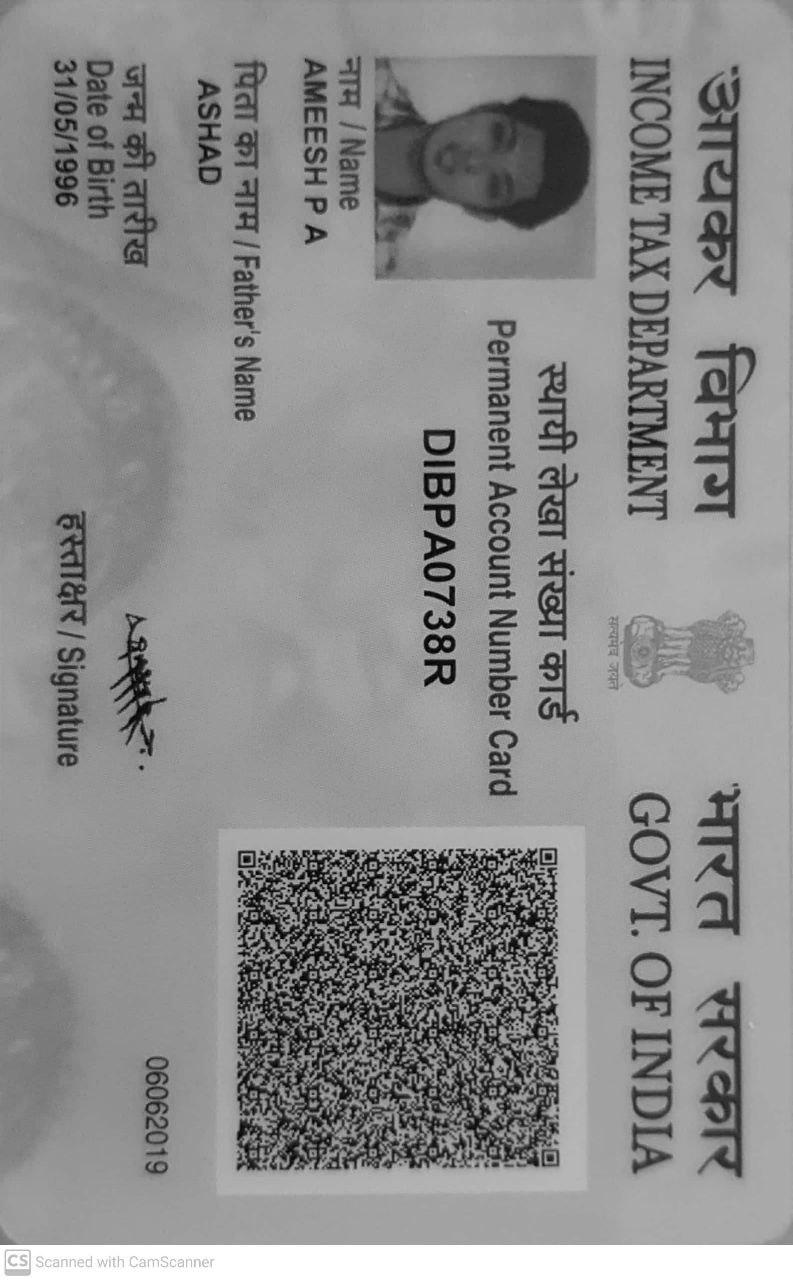 आयकर विभाग
INCOME TAX DEPARTMENT
सत्यमेव जयते
भारत सरकार
GOVT. OF INDIA
स्थायी लेखा संख्या कार्ड
Permanent Account Number Card
DIBPA0738R
नाम / Name
AMEESH P A
पिता का नाम / Father's Name
ASHAD
जन्म की तारीख
Date of Birth
31/05/1996
हस्ताक्षर / Signature
06062019
CS Scanned with CamScanner